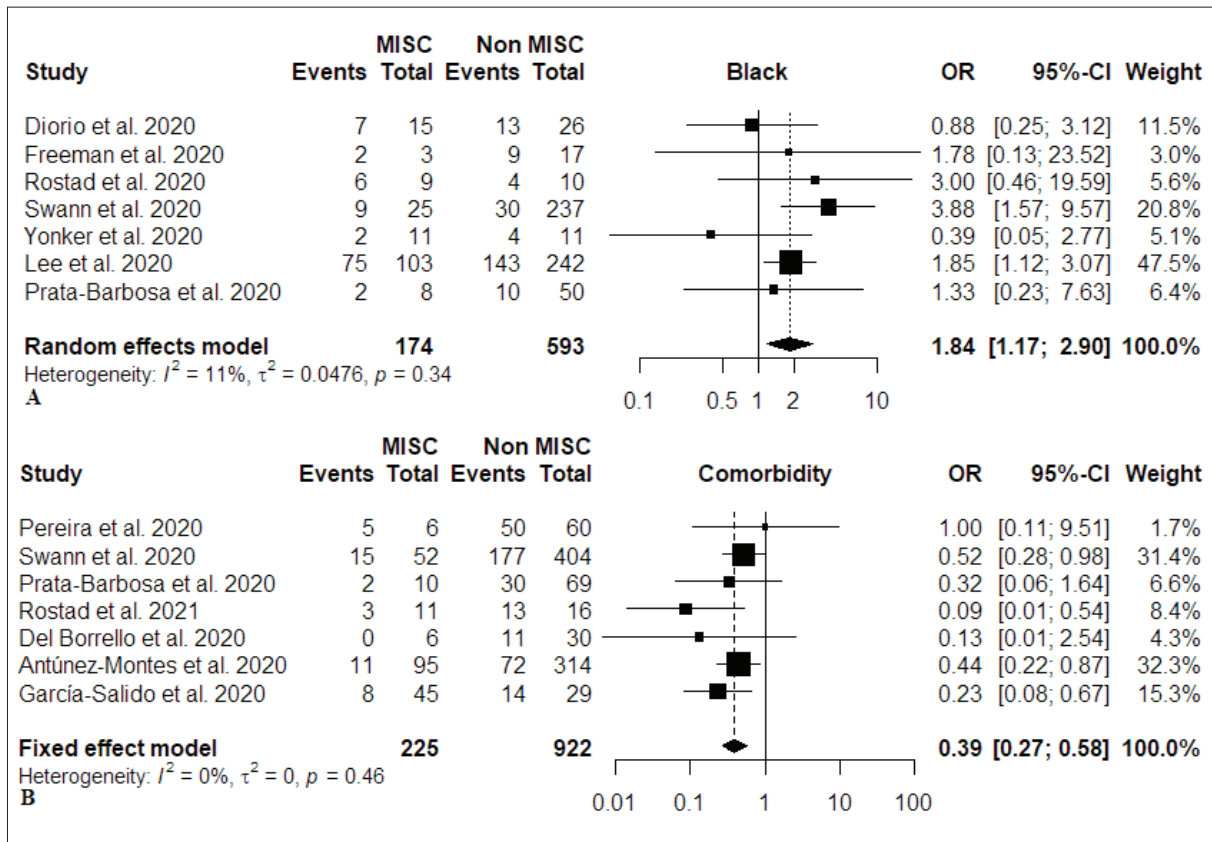 MISC Non MISC
Study Events Total Events Total Black OR 95%-CI Weight
Diorio et al. 2020 7 15 13 26 0.88 [0.25; 3.12] 11.5%
Freeman et al. 2020 2 3 9 17 1.78 [0.13; 23.52] 3.0%
Rostad et al. 2020 6 9 4 10 3.00 [0.46; 19.59] 5.6%
Swann et al. 2020 9 25 30 237 3.88 [1.57; 9.57] 20.8%
Yonker et al. 2020 2 11 4 11 0.39 [0.05; 2.77] 5.1%
Lee et al. 2020 75 103 143 242 1.85 [1.12; 3.07] 47.5%
Prata-Barbosa et al. 2020 2 8 10 50 1.33 [0.23; 7.63] 6.4%
Random effects model 174 593 1.84 [1.17; 2.90] 100.0%
Heterogeneity: I² = 11%, τ² = 0.0476, p = 0.34
A
0.1 0.5 1 2 10
MISC Non MISC
Study Events Total Events Total Comorbidity OR 95%-CI Weight
Pereira et al. 2020 5 6 50 60 1.00 [0.11; 9.51] 1.7%
Swann et al. 2020 15 52 177 404 0.52 [0.28; 0.98] 31.4%
Prata-Barbosa et al. 2020 2 10 30 69 0.32 [0.06; 1.64] 6.6%
Rostad et al. 2021 3 11 13 16 0.09 [0.01; 0.54] 8.4%
Del Borrello et al. 2020 0 6 11 30 0.13 [0.01; 2.54] 4.3%
Antúnez-Montes et al. 2020 11 95 72 314 0.44 [0.22; 0.87] 32.3%
García-Salido et al. 2020 8 45 14 29 0.23 [0.08; 0.67] 15.3%
Fixed effect model 225 922 0.39 [0.27; 0.58] 100.0%
Heterogeneity: I² = 0%, τ² = 0, p = 0.46
B
0.01 0.1 1 10 100